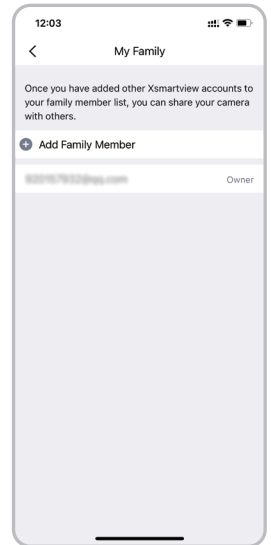 12:03
My Family
Once you have added other Xsmartview accounts to
your family member list, you can share your camera
with others.
Add Family Member
Owner